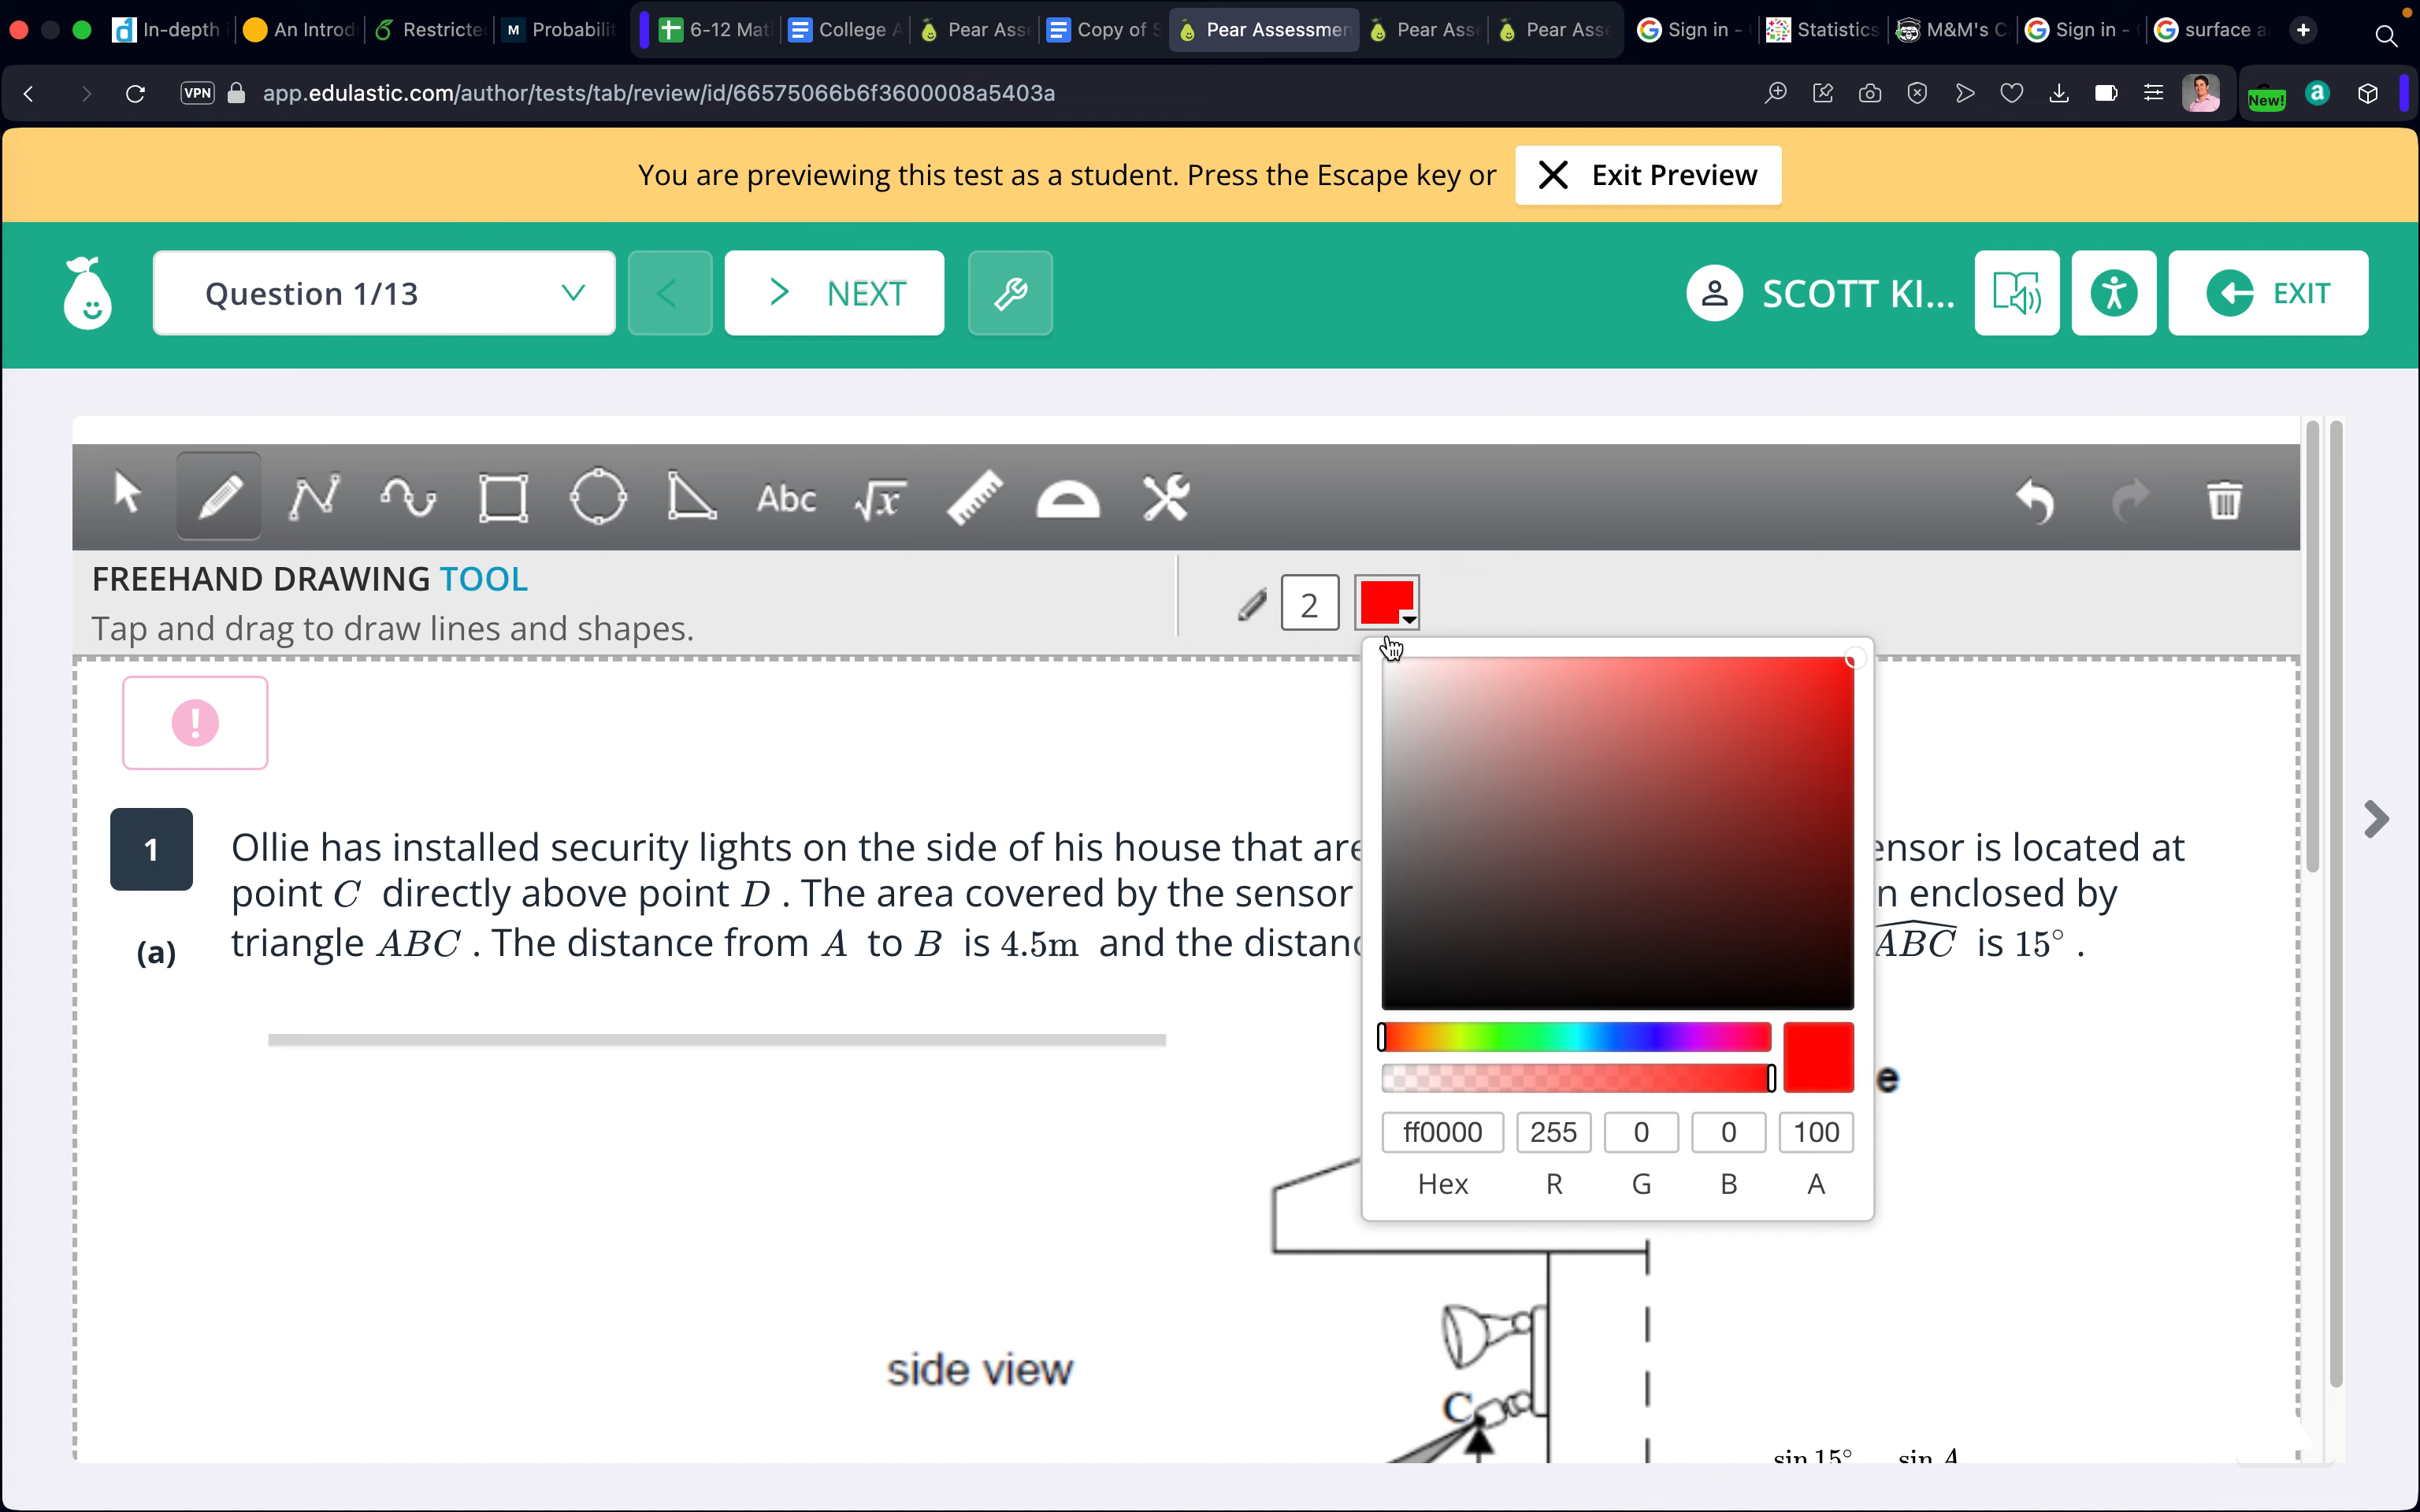 In-depth
An Introd
Restricte
M Probabilit
6-12 Mat
College A
Pear Asse
Copy of S
Pear Assessmen
Pear Asse
Pear Asse
Sign in -
Statistics
M&M's C
Sign in -
surface a
VPN
app.edulastic.com/author/tests/tab/review/id/66575066b6f3600008a5403a
New!
a
You are previewing this test as a student. Press the Escape key or
Exit Preview
Question 1/13
NEXT
SCOTT KI...
EXIT
Abc
√x
FREEHAND DRAWING TOOL
2
Tap and drag to draw lines and shapes.
!
1
Ollie has installed security lights on the side of his house that are ensor is located at
point C directly above point D . The area covered by the sensor n enclosed by
(a)
triangle ABC . The distance from A to B is 4.5m and the distanc ABC is 15° .
e
ff0000 255 0 0 100
Hex R G B A
side view
C
sin 15° sin A